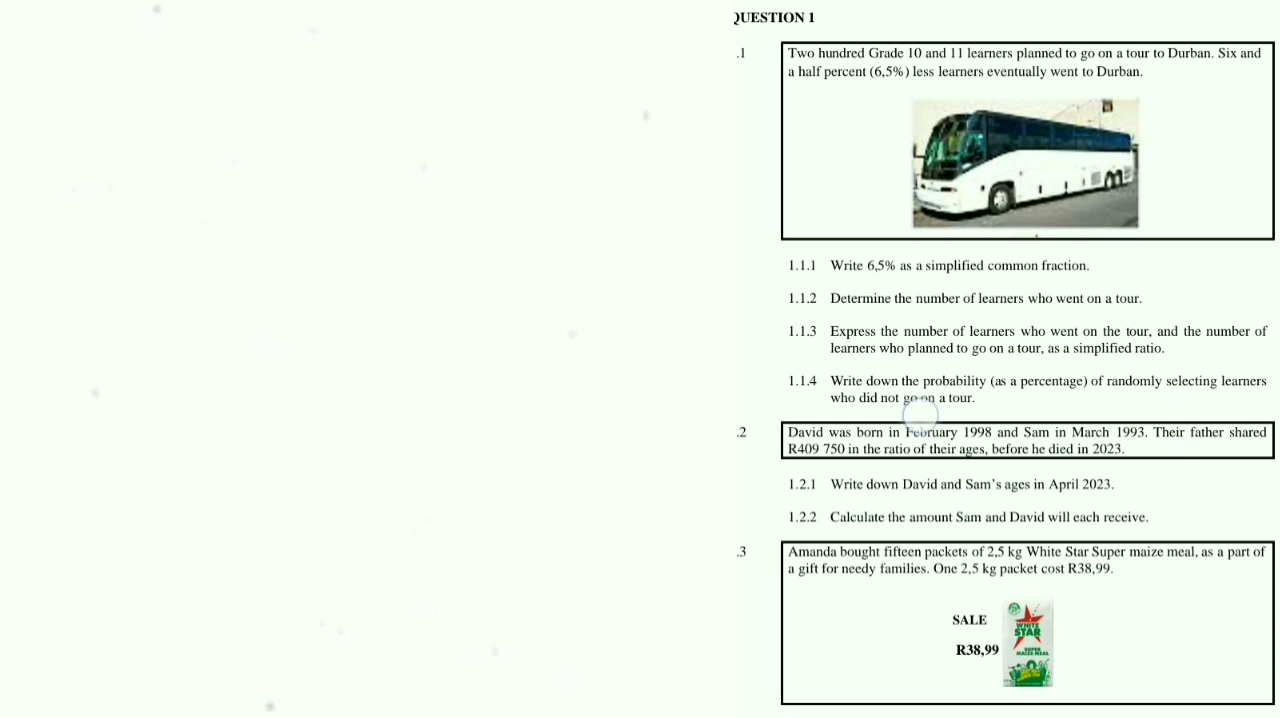 QUESTION 1
.1
Two hundred Grade 10 and 11 learners planned to go on a tour to Durban. Six and
a half percent (6,5%) less learners eventually went to Durban.
1.1.1 Write 6,5% as a simplified common fraction.
1.1.2 Determine the number of learners who went on a tour.
1.1.3 Express the number of learners who went on the tour, and the number of
learners who planned to go on a tour, as a simplified ratio.
1.1.4 Write down the probability (as a percentage) of randomly selecting learners
who did not go on a tour.
.2
David was born in February 1998 and Sam in March 1993. Their father shared
R409 750 in the ratio of their ages, before he died in 2023.
1.2.1 Write down David and Sam's ages in April 2023.
1.2.2 Calculate the amount Sam and David will each receive.
.3
Amanda bought fifteen packets of 2,5 kg White Star Super maize meal, as a part of
a gift for needy families. One 2,5 kg packet cost R38,99.
SALE
R38,99
WHITE
STAR
SUPER
MAIZE MEAL